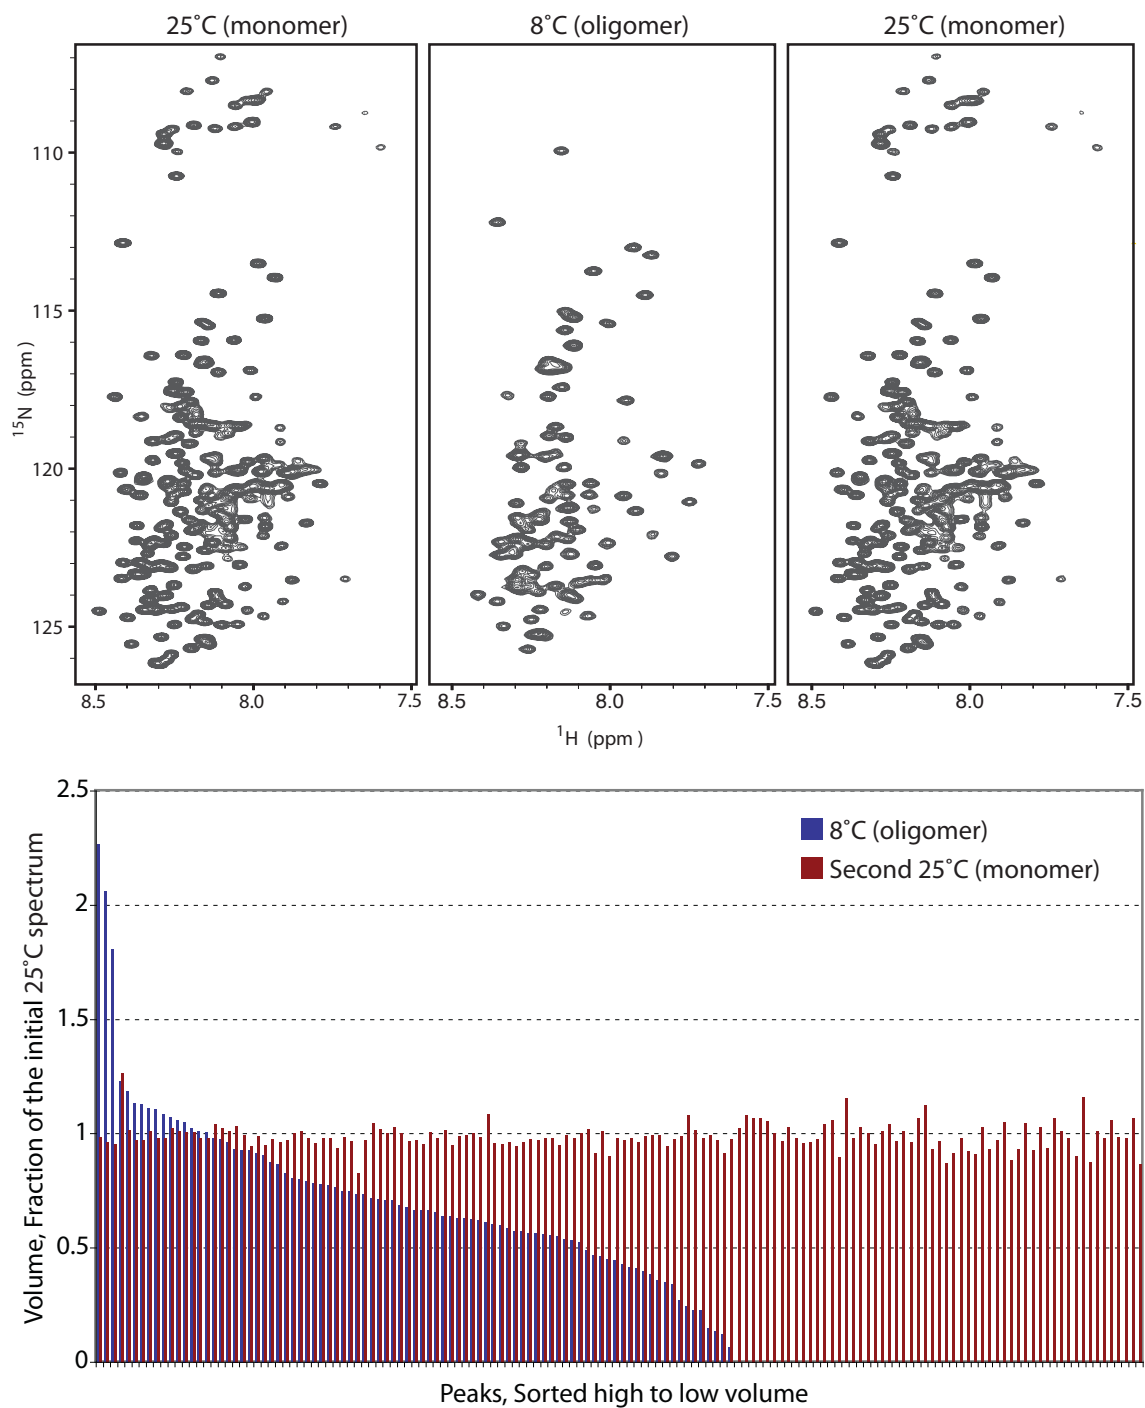 25˚C (monomer)
8˚C (oligomer)
25˚C (monomer)
110
115
120
125
15N (ppm)
8.5
8.0
7.5
8.5
8.0
7.5
8.5
8.0
7.5
1H (ppm)
2.5
2
1.5
1
0.5
0
Volume, Fraction of the initial 25˚C spectrum
8˚C (oligomer)
Second 25˚C (monomer)
Peaks, Sorted high to low volume